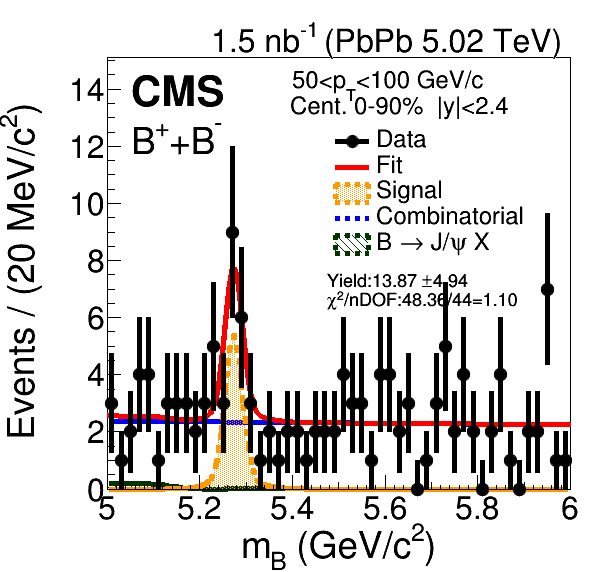 1.5 nb-1 (PbPb 5.02 TeV)
CMS
B++B-
50<pT<100 GeV/c
Cent. 0-90% |y|<2.4
Data
Fit
Signal
Combinatorial
B → J/ψ X
Yield:13.87 ±4.94
χ2/nDOF:48.36/44=1.10
Events / (20 MeV/c2)
14
12
10
8
6
4
2
0
5 5.2 5.4 5.6 5.8 6
mB (GeV/c2)